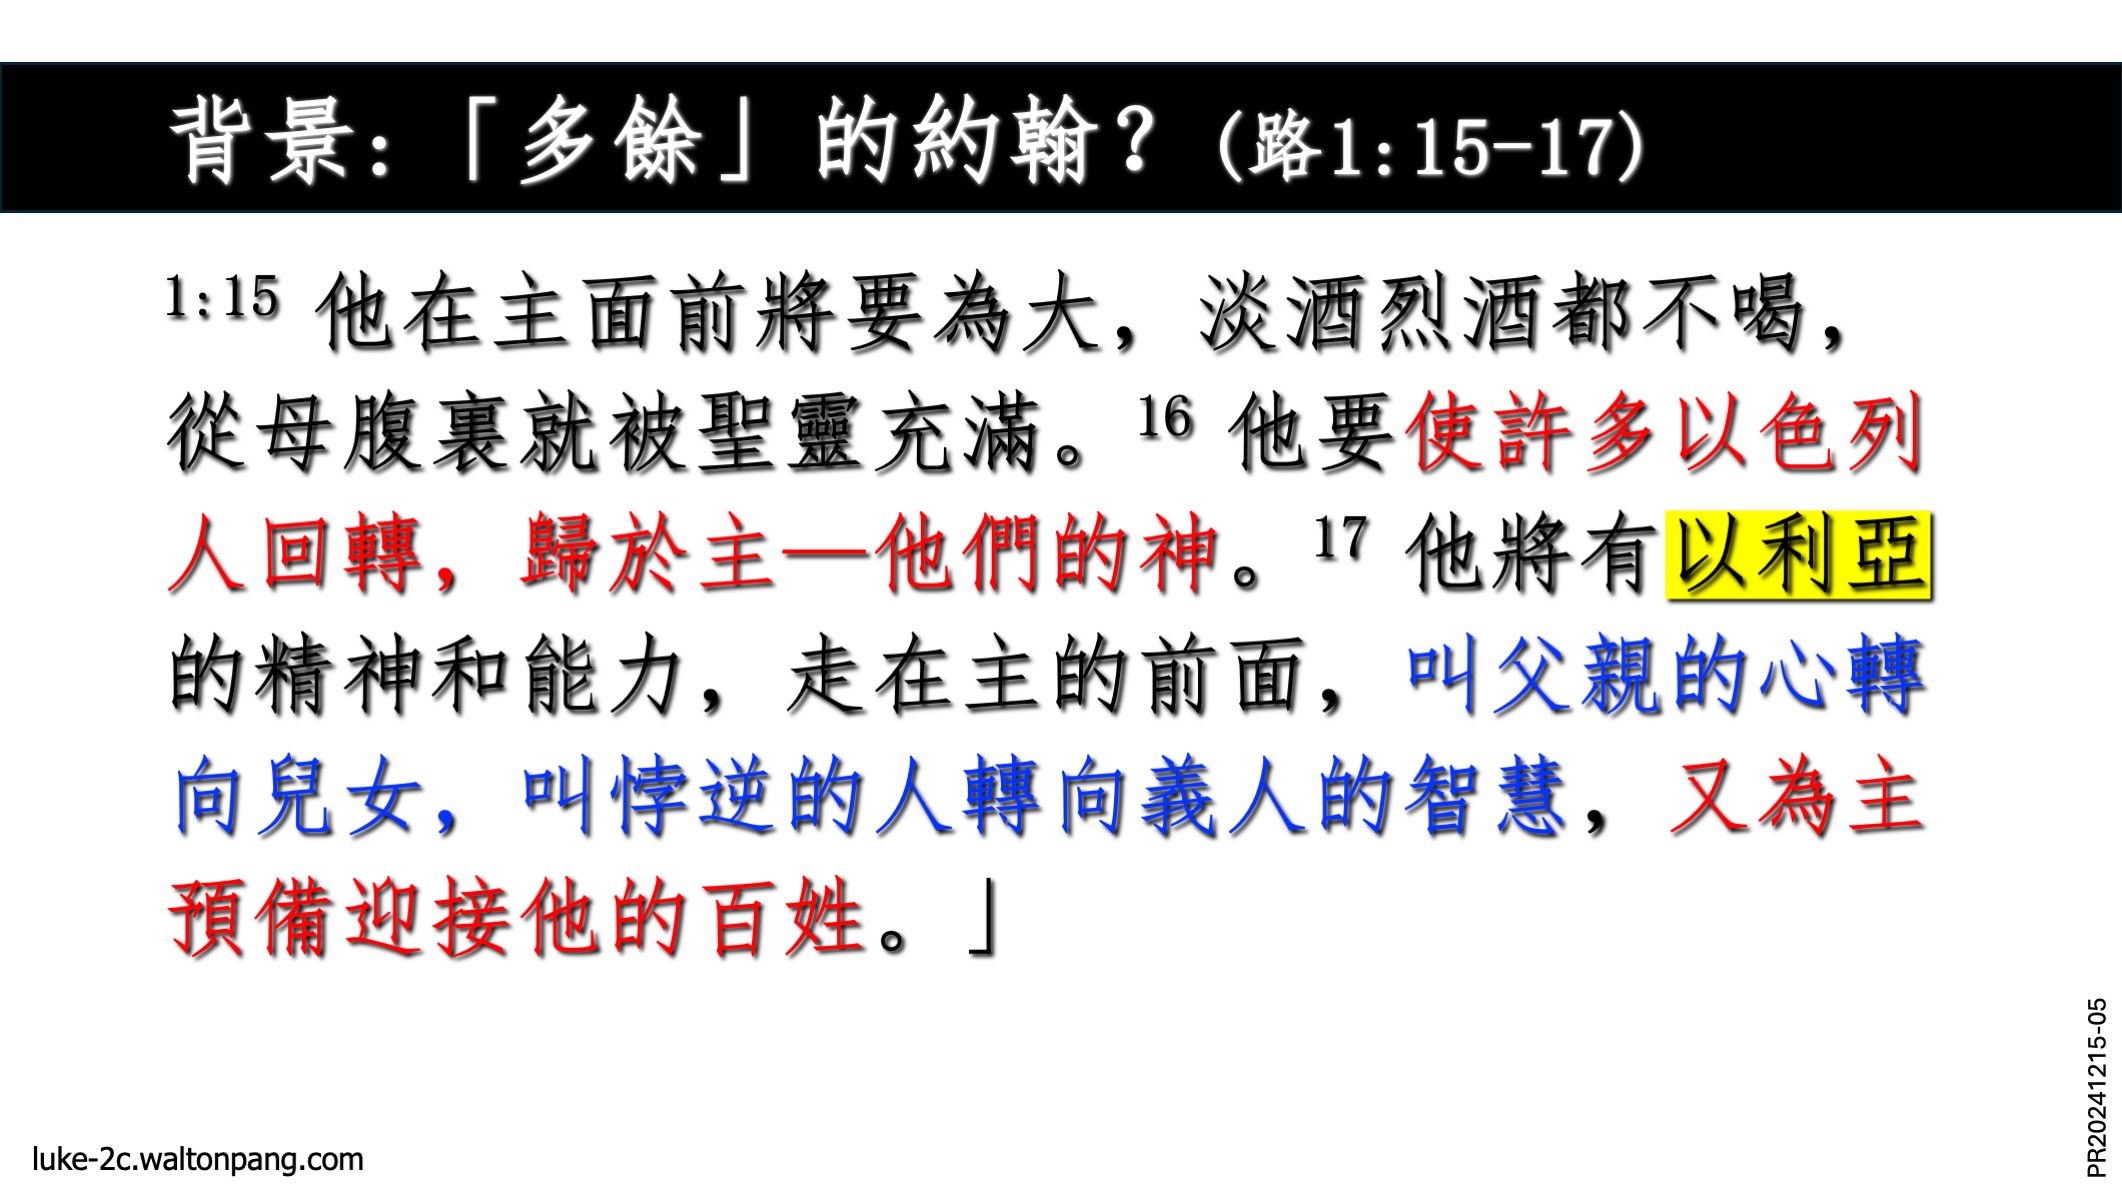 背景:「多餘」的約翰？(路1:15-17)
1:15 他在主面前將要為大，淡酒烈酒都不喝，
從母腹裏就被聖靈充滿。16 他要使許多以色列
人回轉，歸於主—他們的神。17 他將有以利亞
的精神和能力，走在主的前面，叫父親的心轉
向兒女，叫悖逆的人轉向義人的智慧，又為主
預備迎接他的百姓。」
PR20241215-05
luke-2c.waltonpang.com